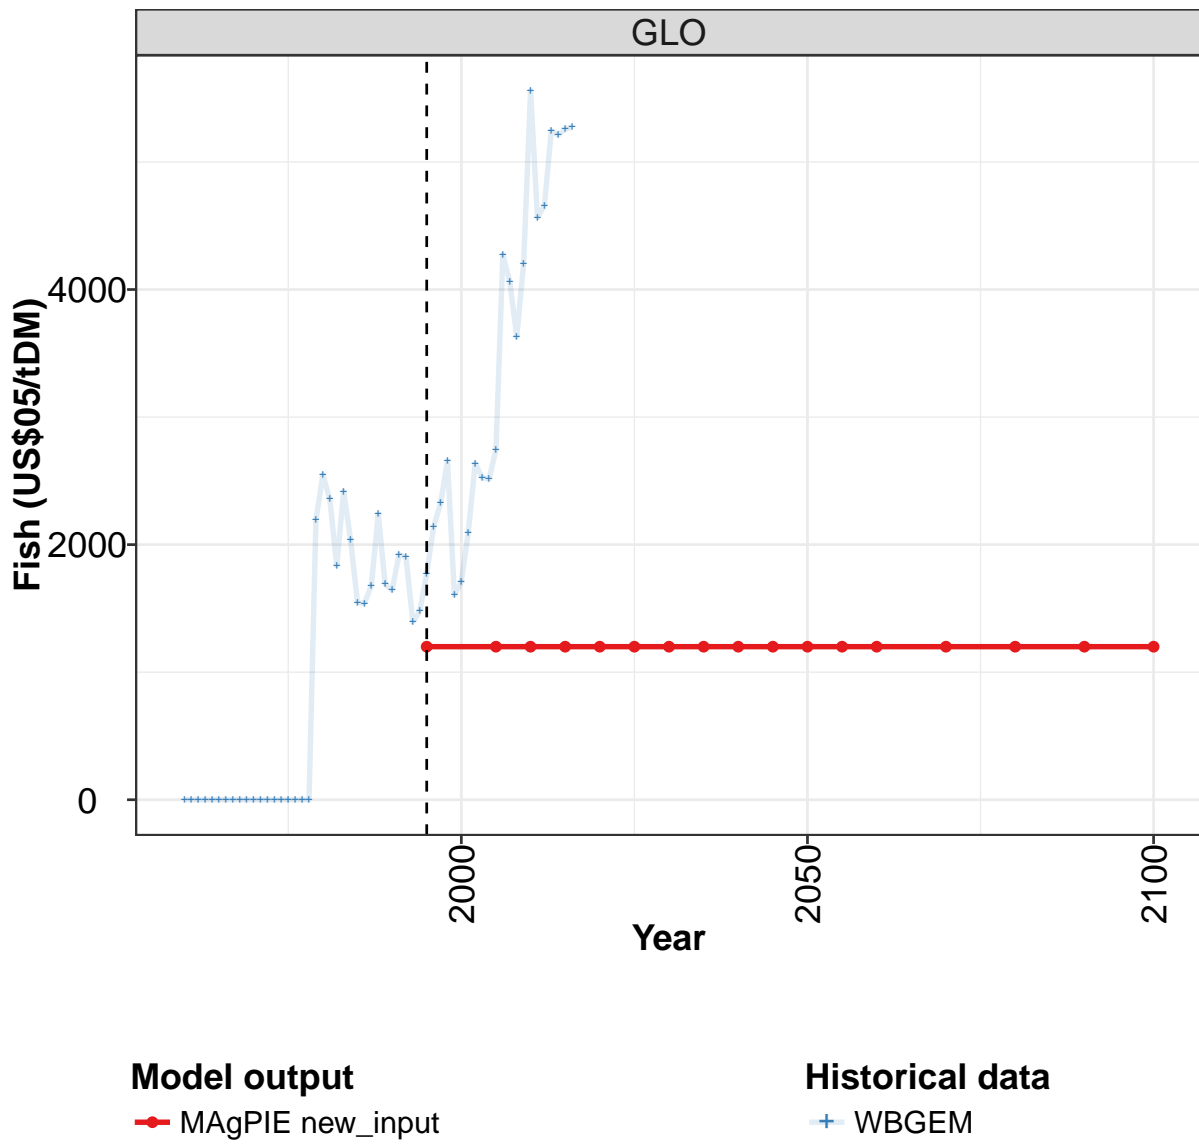 GLO
Fish (US$05/tDM)
4000
2000
0
2000
2050
2100
Year
Model output
MAgPIE new_input
Historical data
WBGEM